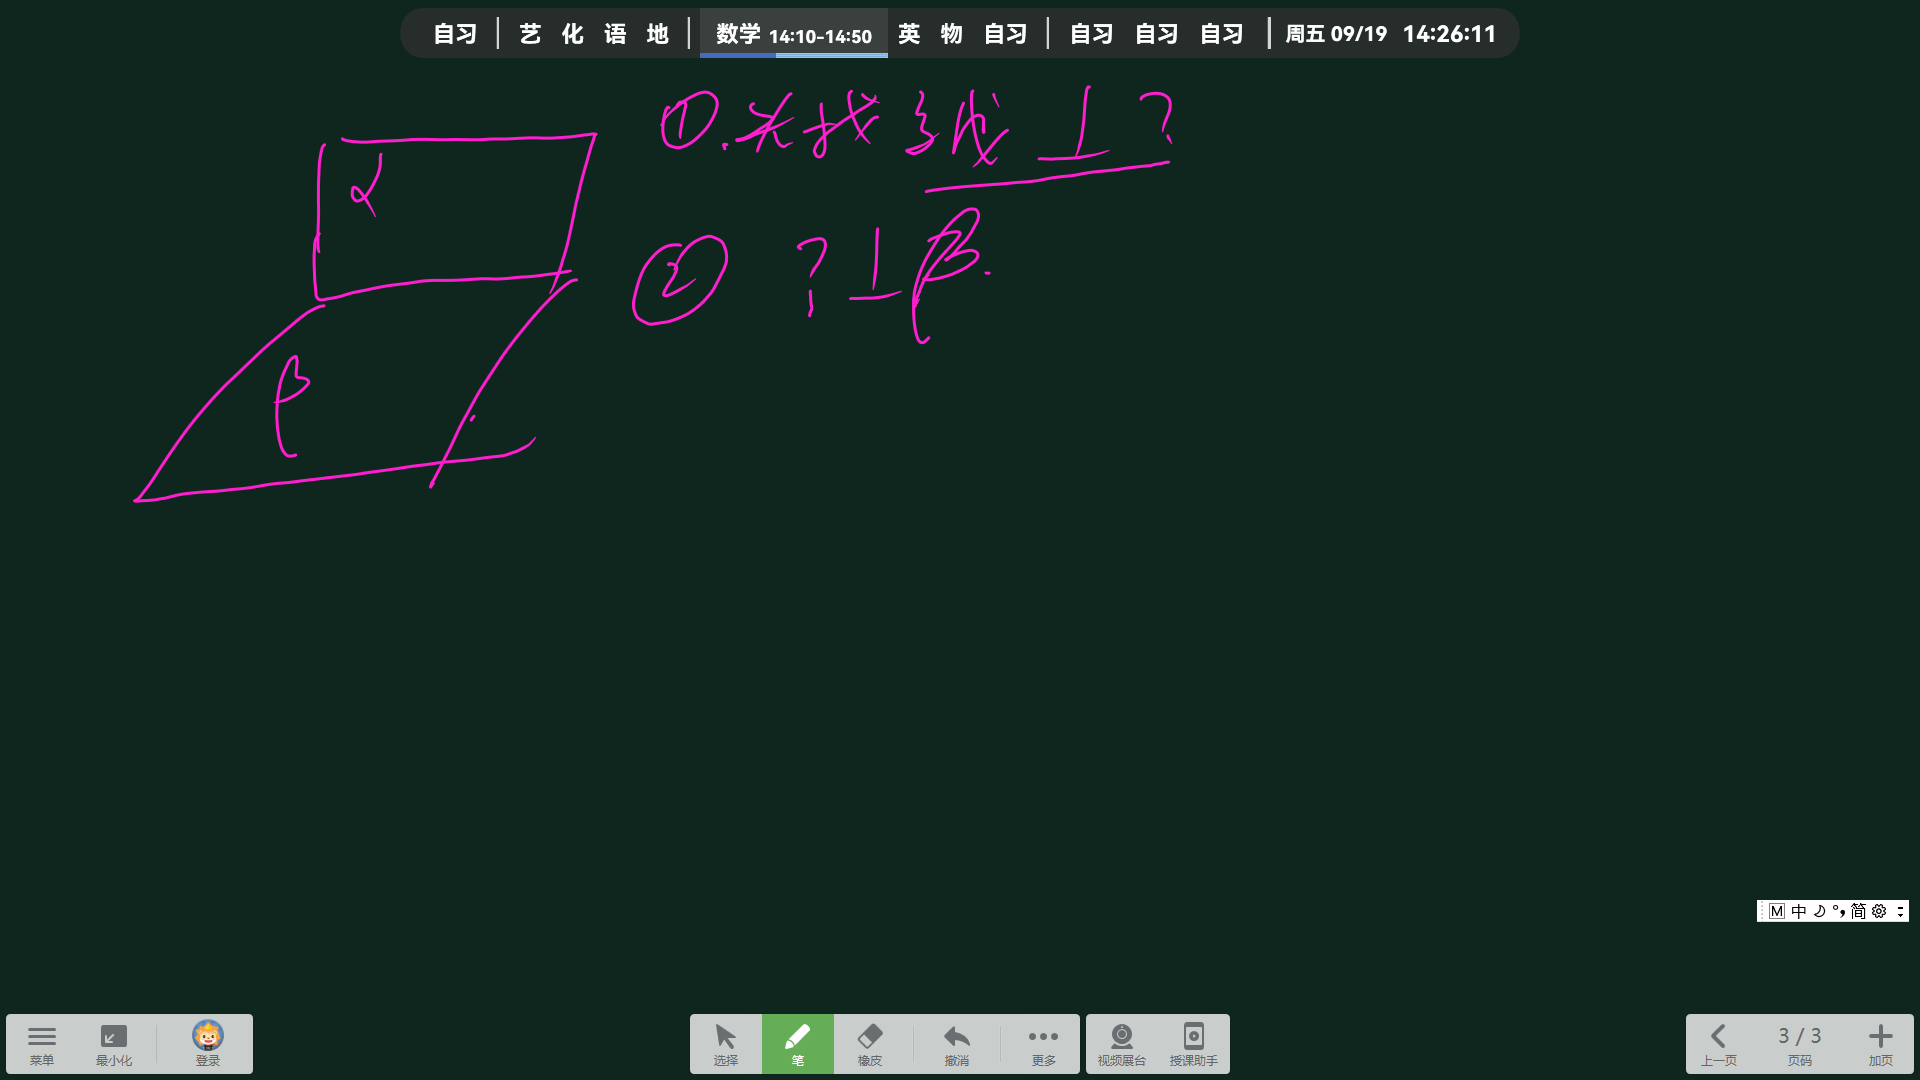 自习 | 艺 化 语 地 | 数学 14:10-14:50 英 物 自习 | 自习 自习 自习 | 周五 09/19 14:26:11
①.先找线⊥?
α
② ?⊥β.
β
M 中 简
菜单 最小化 登录 选择 笔 橡皮 撤消 更多 视频展台 授课助手 上一页 3 / 3 页码 加页